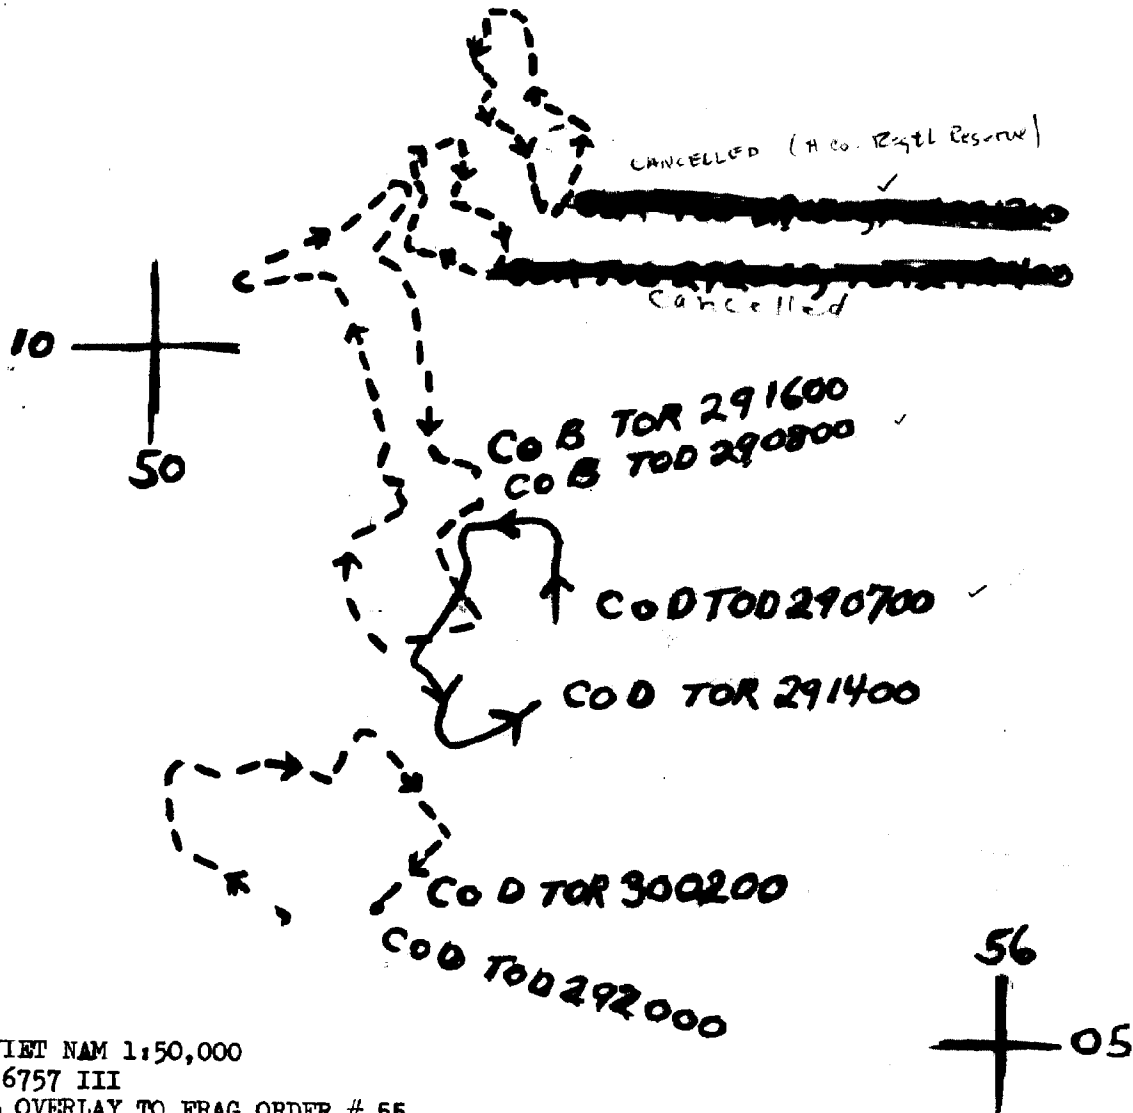 CANCELLED (H Co. Regtl Reserve)
Cancelled
10
50
Co B TOR 291600
Co B TOD 290800
Co D TOD 290700
Co D TOR 291400
Co D TOR 300200
Co D TOD 292000
56
05
IET NAM 1:50,000
6757 III
OVERLAY TO FRAG ORDER # 55